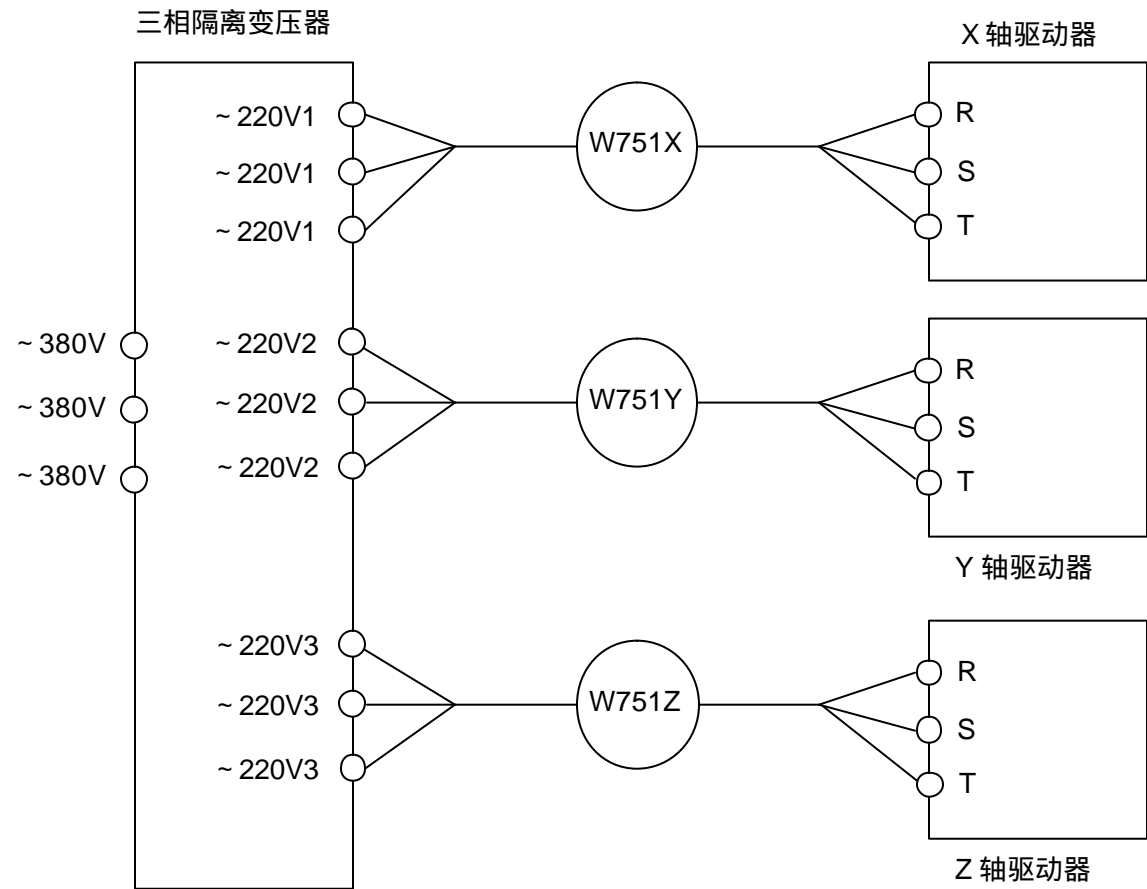 三相隔离变压器
X 轴驱动器
~ 220V1
~ 220V1
~ 220V1
W751X
R
S
T
~ 380V
~ 380V
~ 380V
~ 220V2
~ 220V2
~ 220V2
W751Y
R
S
T
Y 轴驱动器
~ 220V3
~ 220V3
~ 220V3
W751Z
R
S
T
Z 轴驱动器